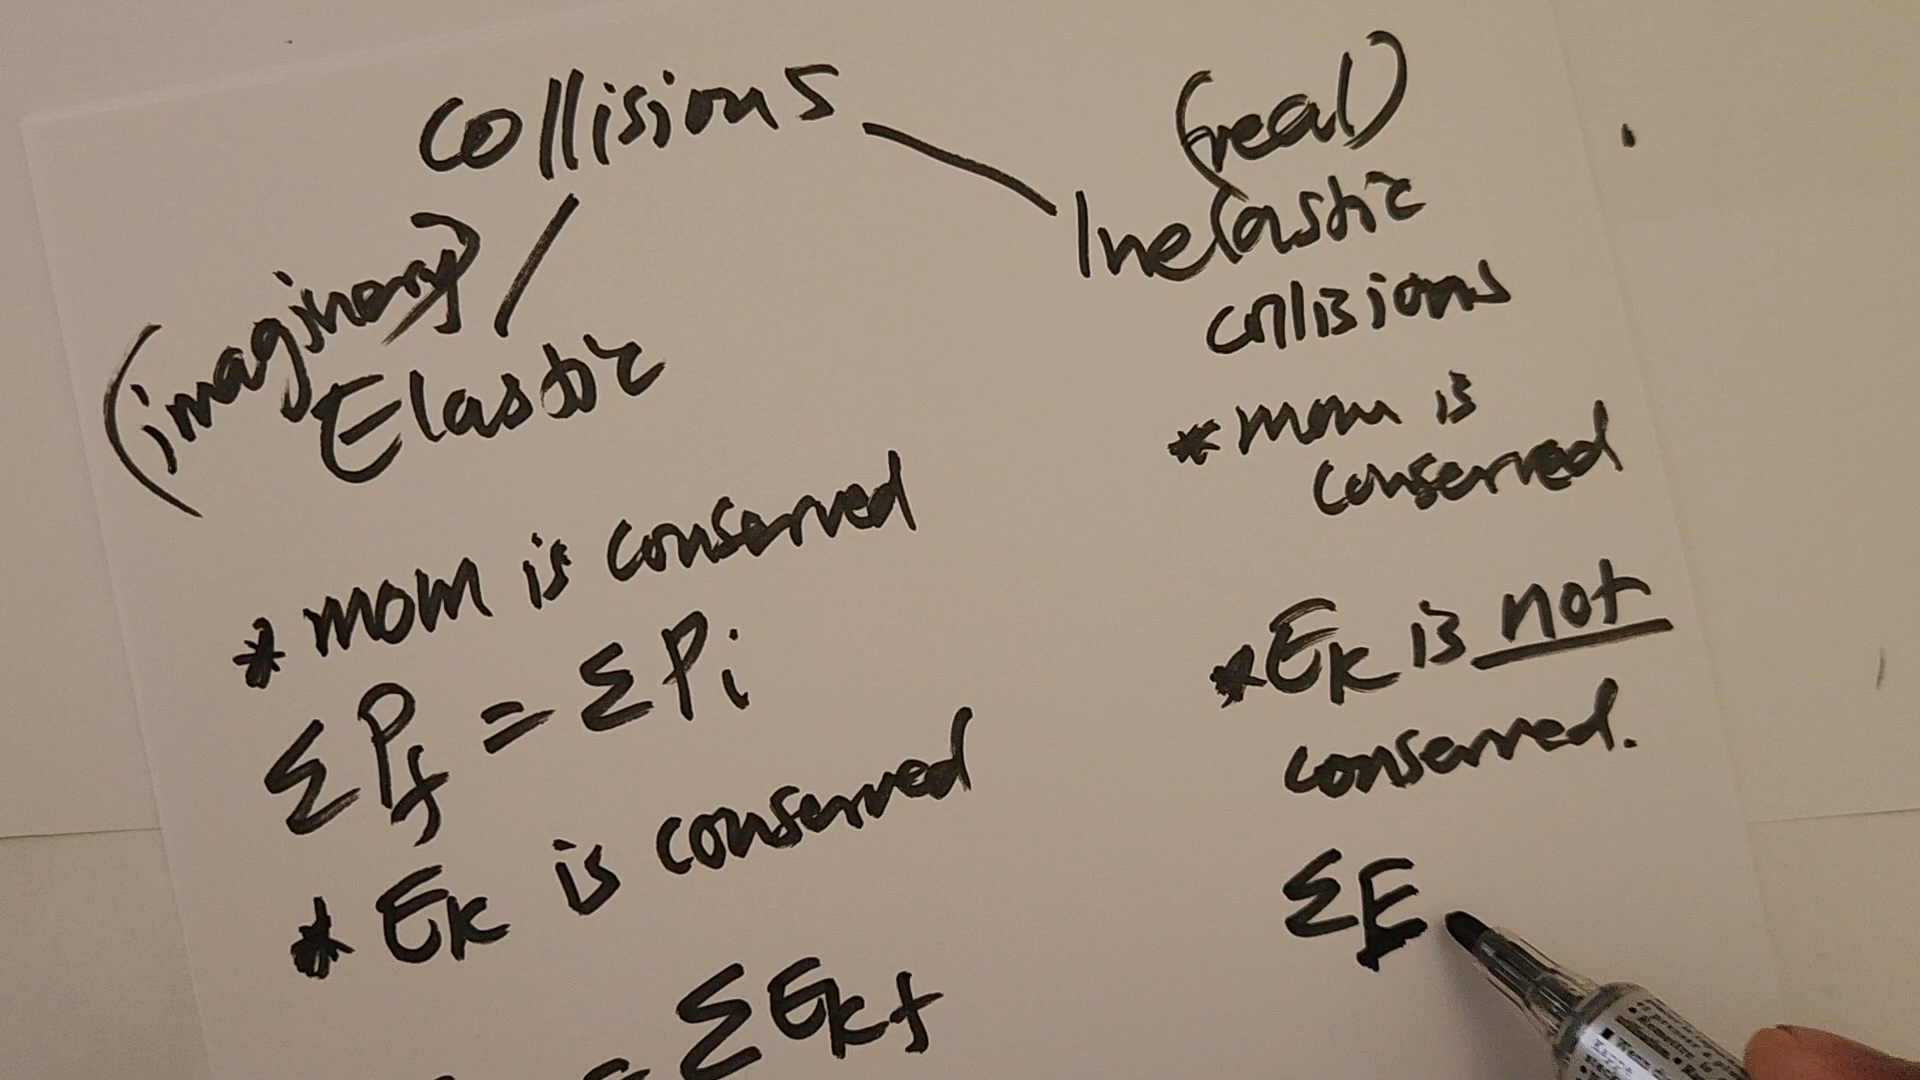 collisions
(imaginary)
Elastic
* mom is conserved
ΣPf = ΣPi
* Ek is conserved
= ΣEkf
(real)
Inelastic
collisions
* mom is
conserved
* Ek is not
conserved.
ΣE